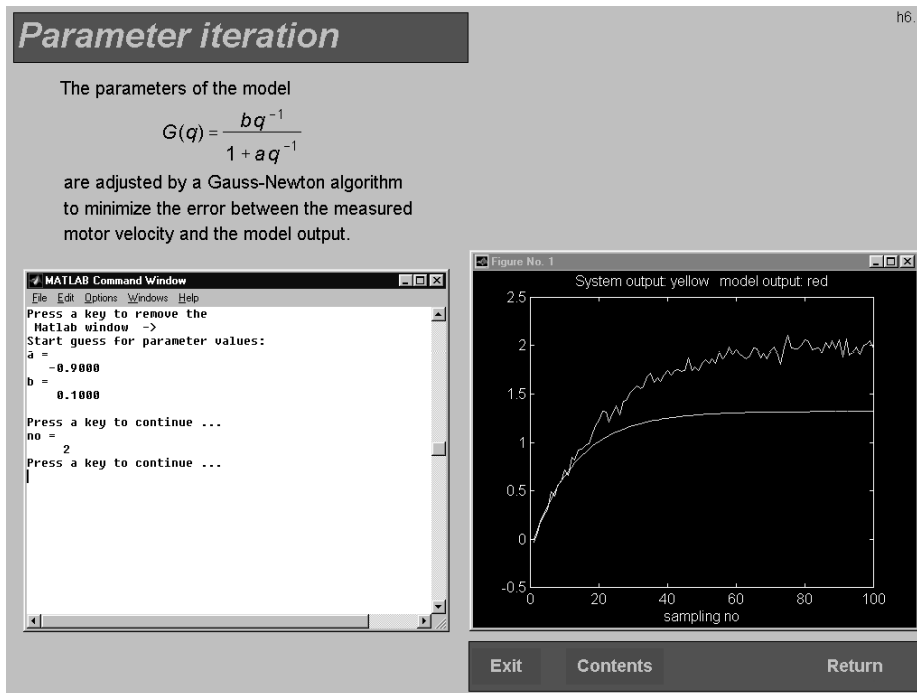 h6.
Parameter iteration
The parameters of the model
G(q) = bq⁻¹ / 1 + aq⁻¹
are adjusted by a Gauss-Newton algorithm
to minimize the error between the measured
motor velocity and the model output.
MATLAB Command Window
File Edit Options Windows Help
Press a key to remove the
Matlab window ->
Start guess for parameter values:
a =
-0.9000
b =
0.1000
Press a key to continue ...
no =
2
Press a key to continue ...
Figure No. 1
System output: yellow model output: red
2.5
2
1.5
1
0.5
0
-0.5
0 20 40 60 80 100
sampling no
Exit Contents Return